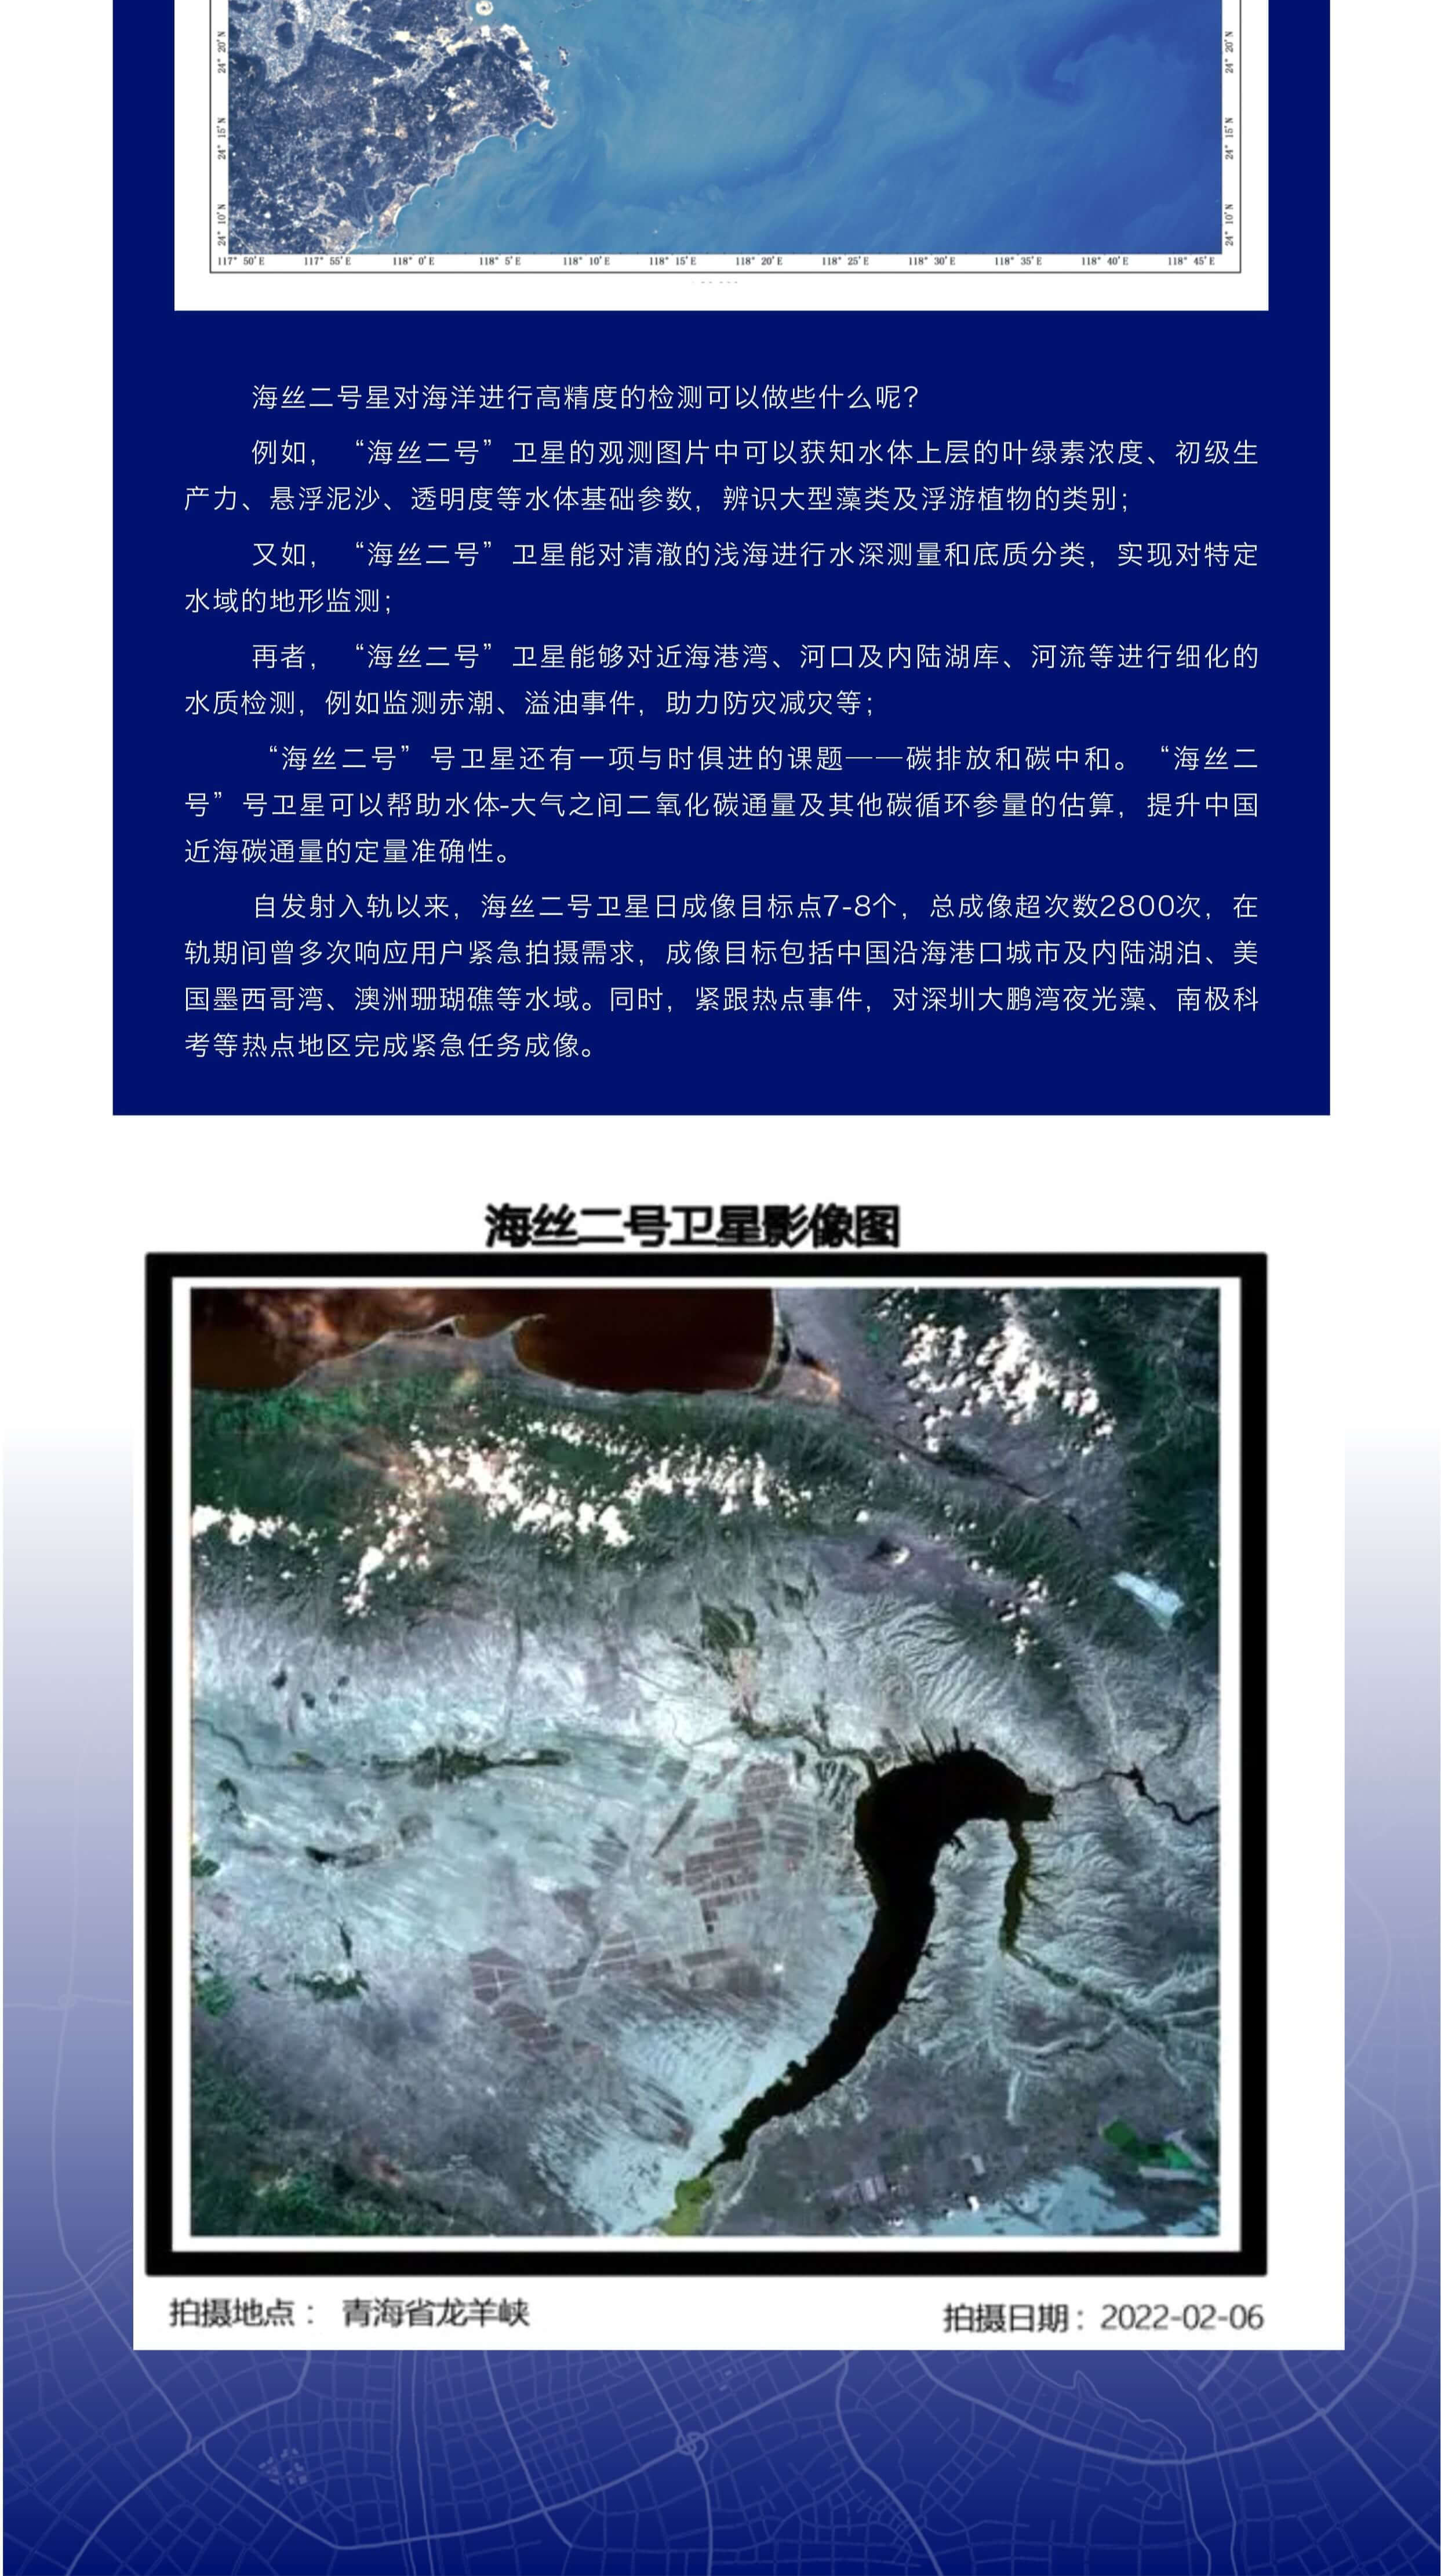 24° 20′N
24° 20′N
24° 15′N
24° 15′N
24° 10′N
24° 10′N
117° 50′E 117° 55′E 118° 0′E 118° 5′E 118° 10′E 118° 15′E 118° 20′E 118° 25′E 118° 30′E 118° 35′E 118° 40′E 118° 45′E
海丝二号星对海洋进行高精度的检测可以做些什么呢?
例如，“海丝二号”卫星的观测图片中可以获知水体上层的叶绿素浓度、初级生
产力、悬浮泥沙、透明度等水体基础参数，辨识大型藻类及浮游植物的类别；
又如，“海丝二号”卫星能对清澈的浅海进行水深测量和底质分类，实现对特定
水域的地形监测；
再者，“海丝二号”卫星能够对近海港湾、河口及内陆湖库、河流等进行细化的
水质检测，例如监测赤潮、溢油事件，助力防灾减灾等；
“海丝二号”号卫星还有一项与时俱进的课题——碳排放和碳中和。“海丝二
号”号卫星可以帮助水体-大气之间二氧化碳通量及其他碳循环参量的估算，提升中国
近海碳通量的定量准确性。
自发射入轨以来，海丝二号卫星日成像目标点7-8个，总成像超次数2800次，在
轨期间曾多次响应用户紧急拍摄需求，成像目标包括中国沿海港口城市及内陆湖泊、美
国墨西哥湾、澳洲珊瑚礁等水域。同时，紧跟热点事件，对深圳大鹏湾夜光藻、南极科
考等热点地区完成紧急任务成像。
海丝二号卫星影像图
拍摄地点： 青海省龙羊峡
拍摄日期：2022-02-06